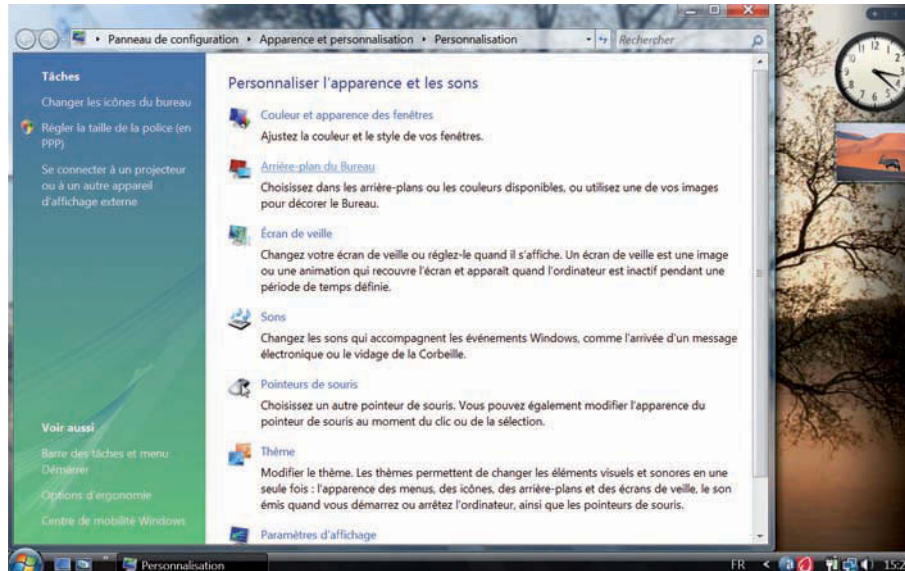 Panneau de configuration ▸ Apparence et personnalisation ▸ Personnalisation
Rechercher
Tâches
Changer les icônes du bureau
Régler la taille de la police (en
PPP)
Se connecter à un projecteur
ou à un autre appareil
d'affichage externe
Voir aussi
Barre des tâches et menu
Démarrer
Options d'ergonomie
Centre de mobilité Windows
Personnaliser l'apparence et les sons
Couleur et apparence des fenêtres
Ajustez la couleur et le style de vos fenêtres.
Arrière-plan du Bureau
Choisissez dans les arrière-plans ou les couleurs disponibles, ou utilisez une de vos images
pour décorer le Bureau.
Écran de veille
Changez votre écran de veille ou réglez-le quand il s'affiche. Un écran de veille est une image
ou une animation qui recouvre l'écran et apparaît quand l'ordinateur est inactif pendant une
période de temps définie.
Sons
Changez les sons qui accompagnent les événements Windows, comme l'arrivée d'un message
électronique ou le vidage de la Corbeille.
Pointeurs de souris
Choisissez un autre pointeur de souris. Vous pouvez également modifier l'apparence du
pointeur de souris au moment du clic ou de la sélection.
Thème
Modifier le thème. Les thèmes permettent de changer les éléments visuels et sonores en une
seule fois : l'apparence des menus, des icônes, des arrière-plans et des écrans de veille, le son
émis quand vous démarrez ou arrêtez l'ordinateur, ainsi que les pointeurs de souris.
Paramètres d'affichage
Personnalisation
FR
15:2